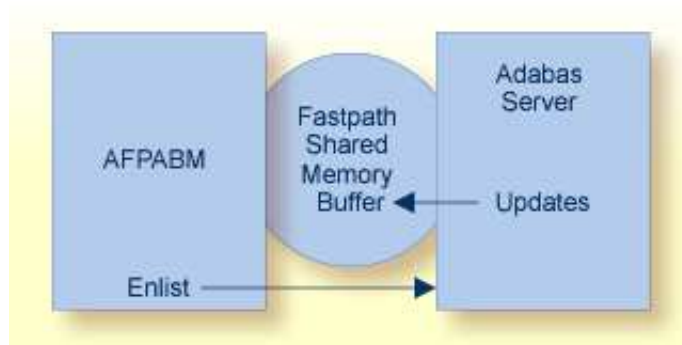 AFPABM
Enlist
Fastpath
Shared
Memory
Buffer
Adabas
Server
Updates